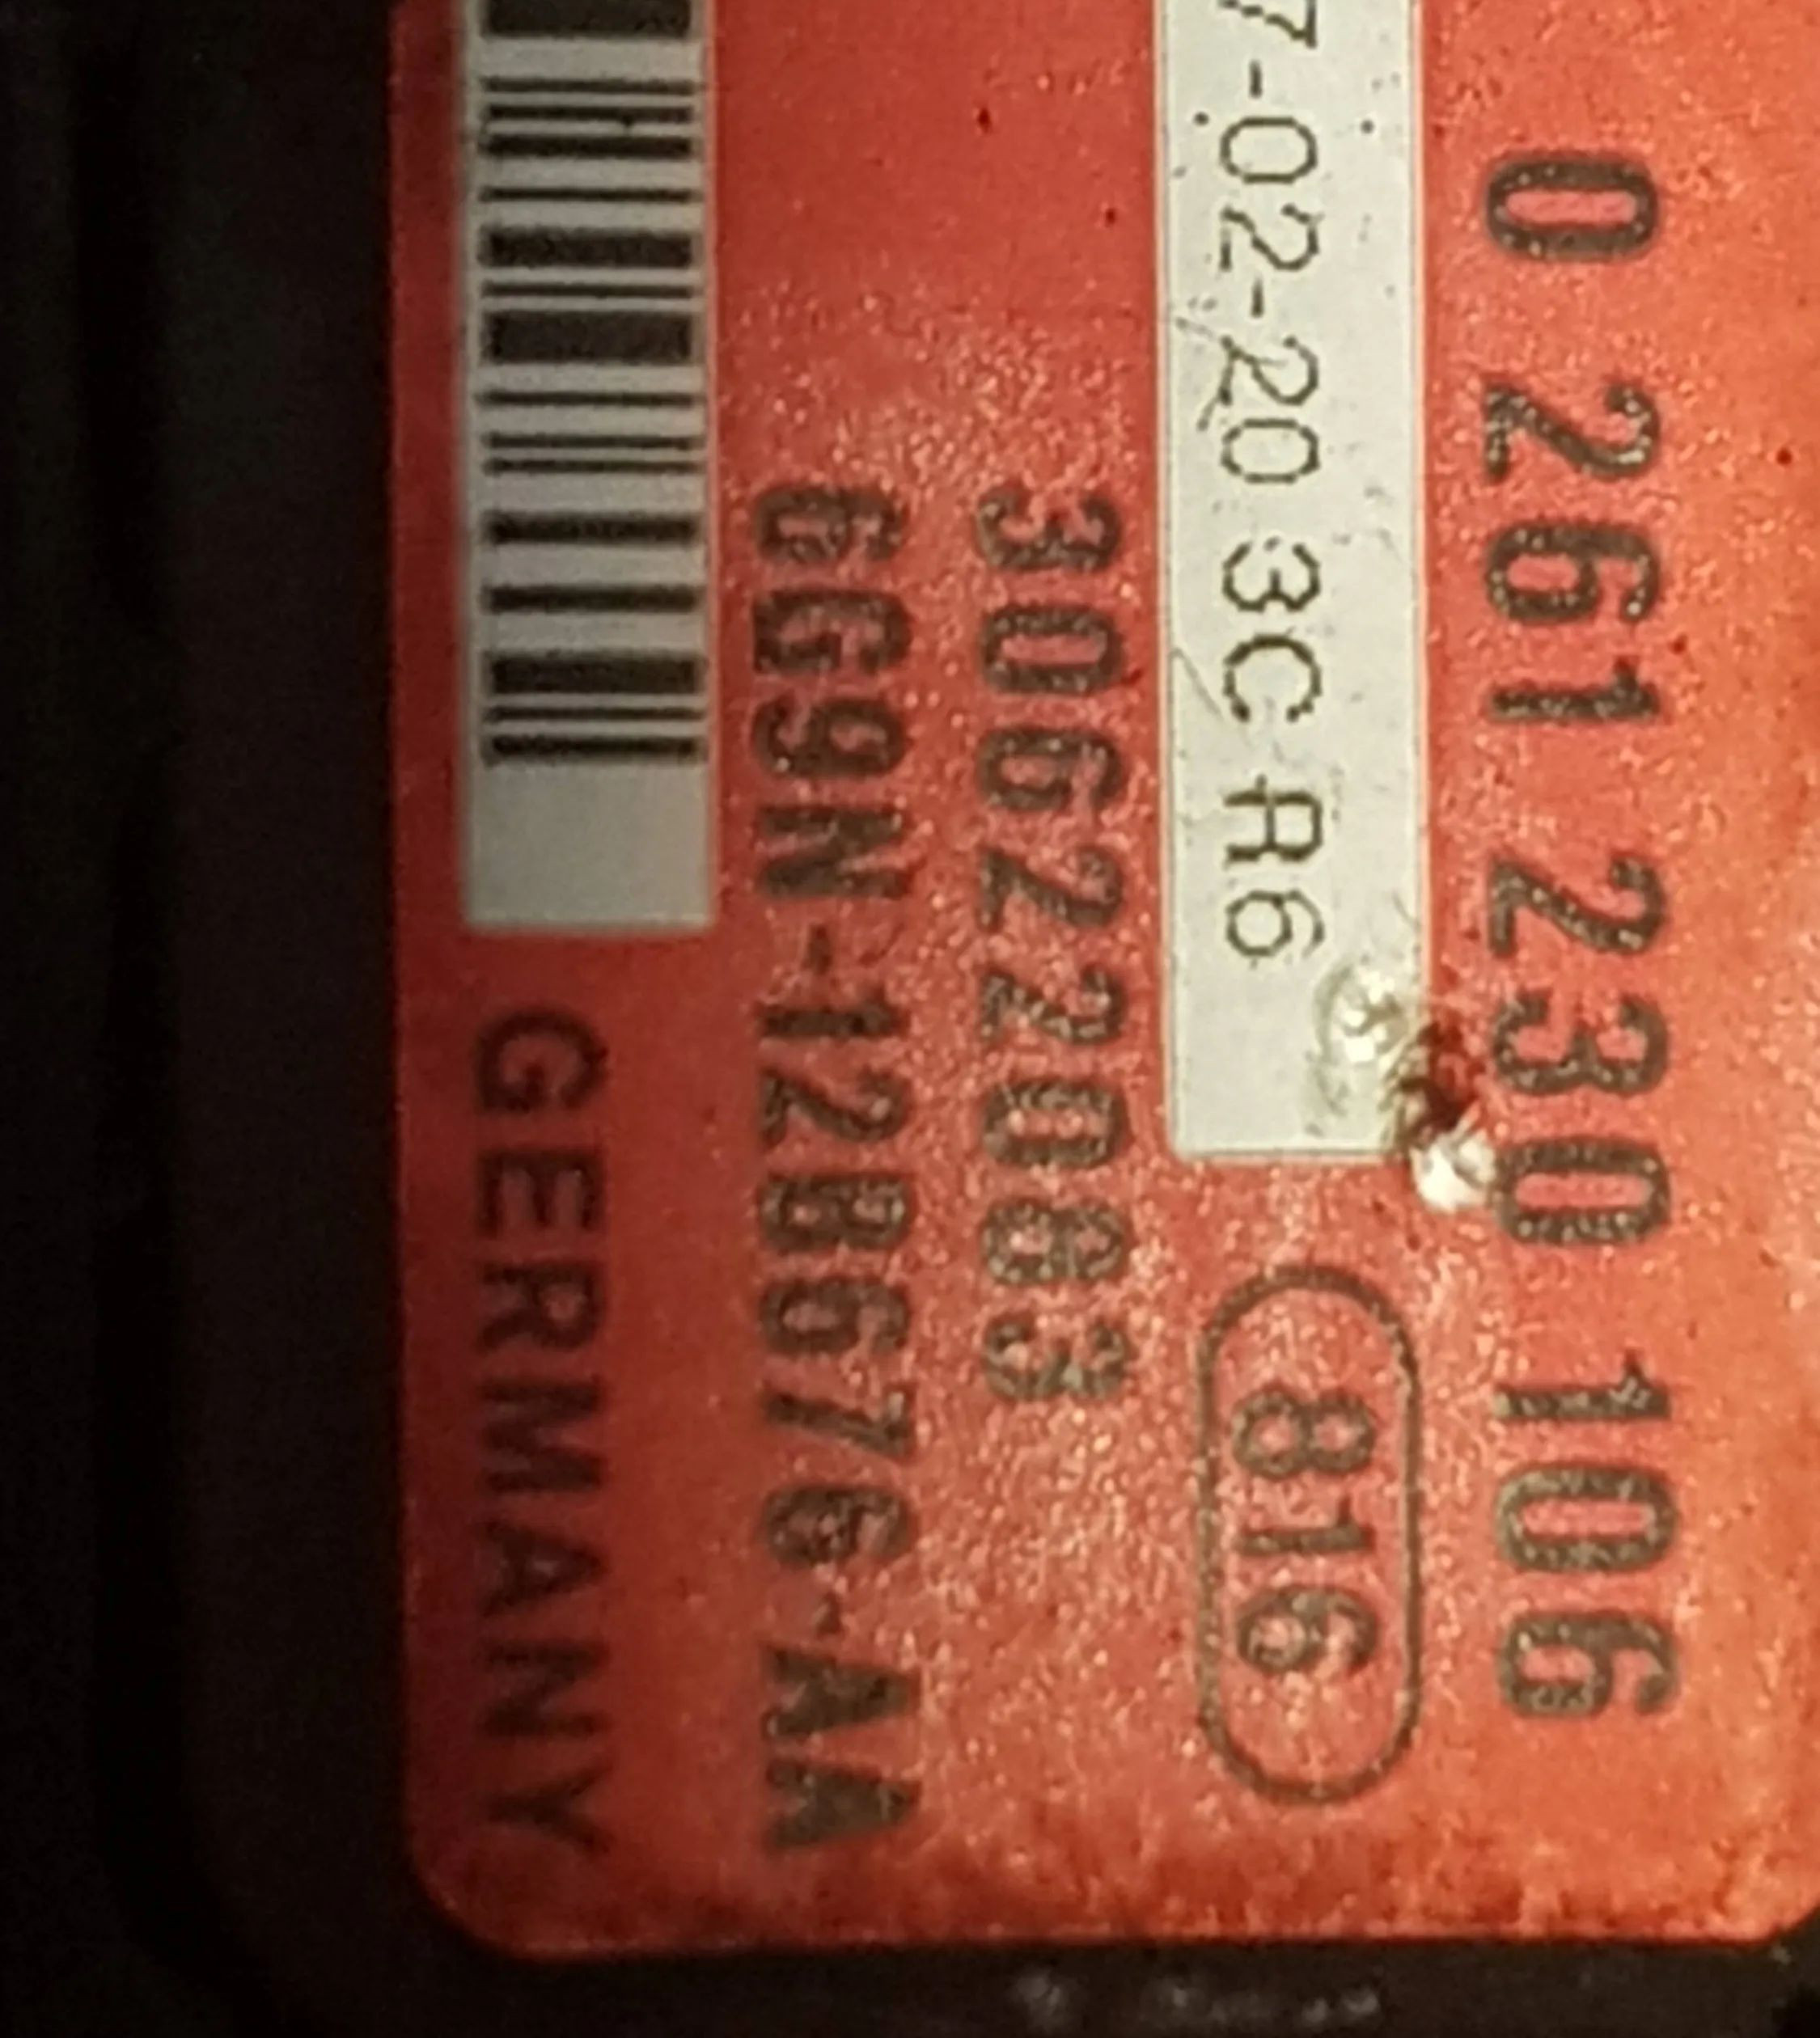 0 261 230 106
7-02-20 3C R6
816
30622083
6G9N-12B676-AA
GERMANY